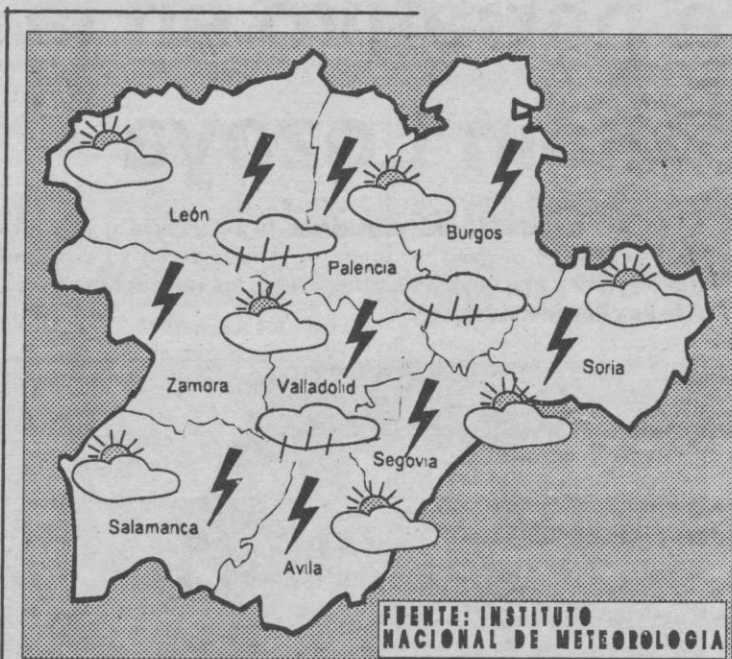 León
Burgos
Palencia
Zamora
Valladolid
Soria
Segovia
Salamanca
Avila
FUENTE: INSTITUTO
NACIONAL DE METEOROLOGIA